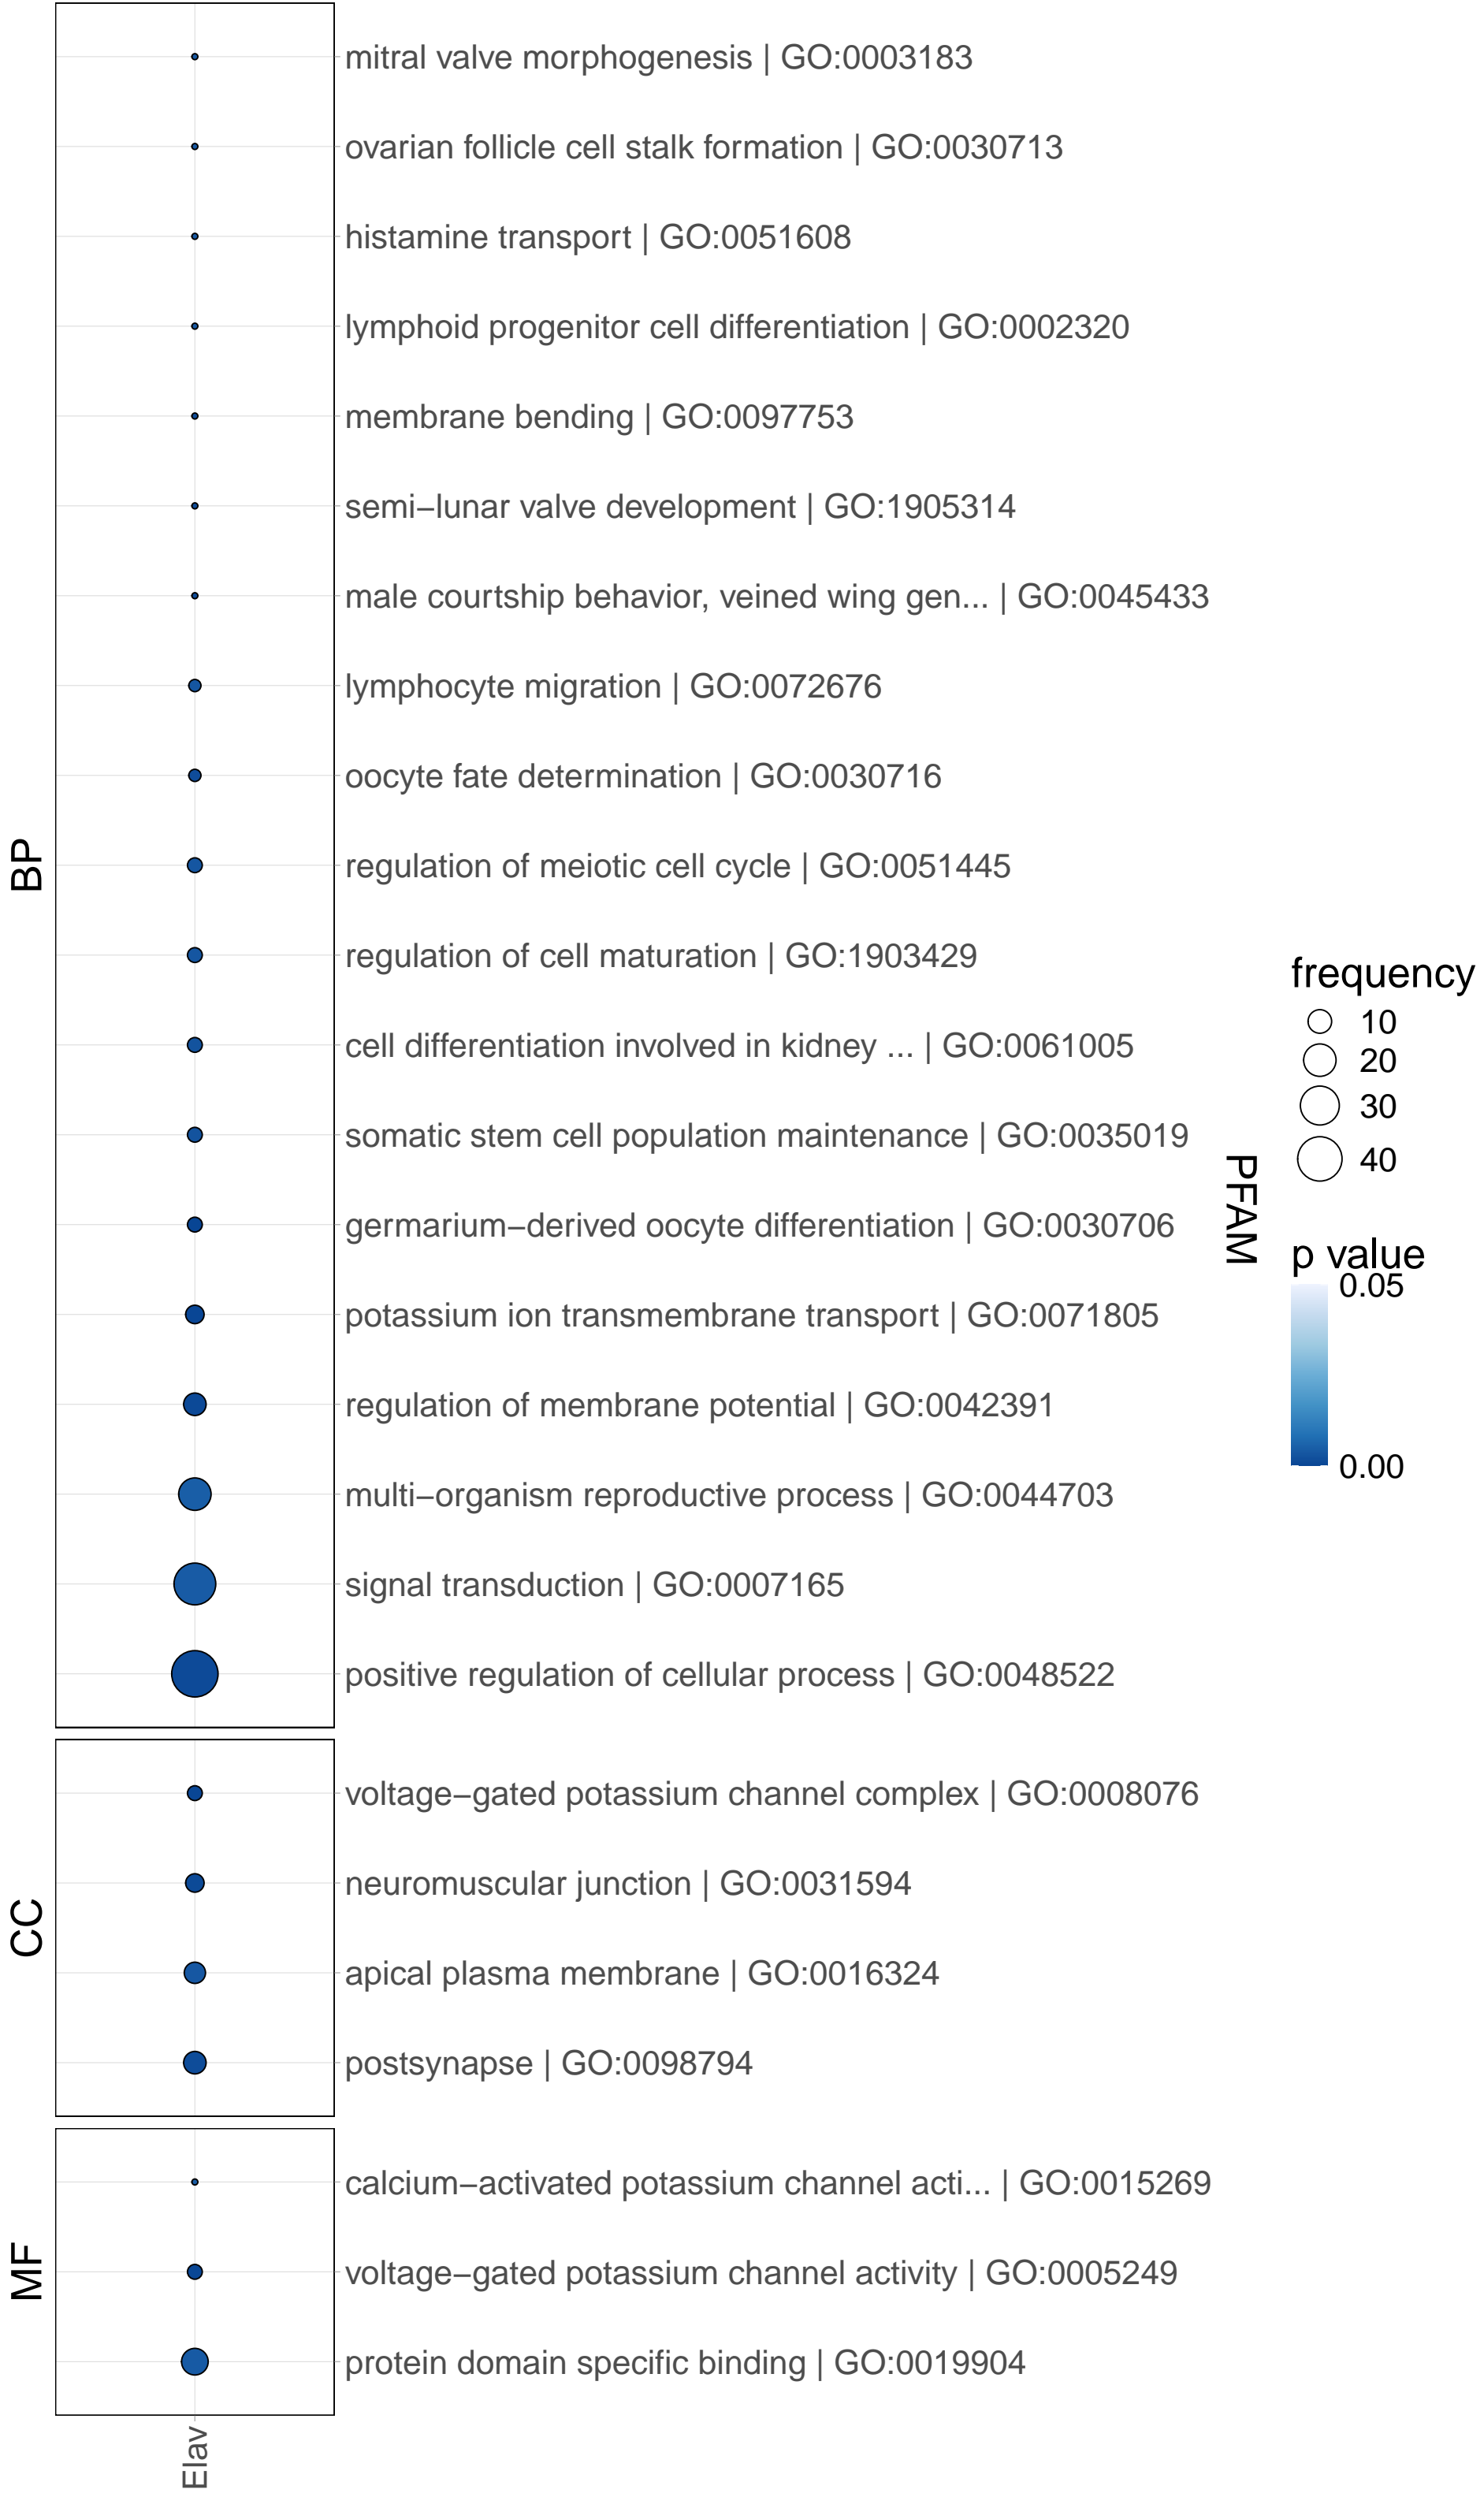 BP
mitral valve morphogenesis | GO:0003183
ovarian follicle cell stalk formation | GO:0030713
histamine transport | GO:0051608
lymphoid progenitor cell differentiation | GO:0002320
membrane bending | GO:0097753
semi−lunar valve development | GO:1905314
male courtship behavior, veined wing gen... | GO:0045433
lymphocyte migration | GO:0072676
oocyte fate determination | GO:0030716
regulation of meiotic cell cycle | GO:0051445
regulation of cell maturation | GO:1903429
cell differentiation involved in kidney ... | GO:0061005
somatic stem cell population maintenance | GO:0035019
germarium−derived oocyte differentiation | GO:0030706
potassium ion transmembrane transport | GO:0071805
regulation of membrane potential | GO:0042391
multi−organism reproductive process | GO:0044703
signal transduction | GO:0007165
positive regulation of cellular process | GO:0048522
CC
voltage−gated potassium channel complex | GO:0008076
neuromuscular junction | GO:0031594
apical plasma membrane | GO:0016324
postsynapse | GO:0098794
MF
calcium−activated potassium channel acti... | GO:0015269
voltage−gated potassium channel activity | GO:0005249
protein domain specific binding | GO:0019904
Elav
PFAM
frequency
10
20
30
40
p value
0.05
0.00